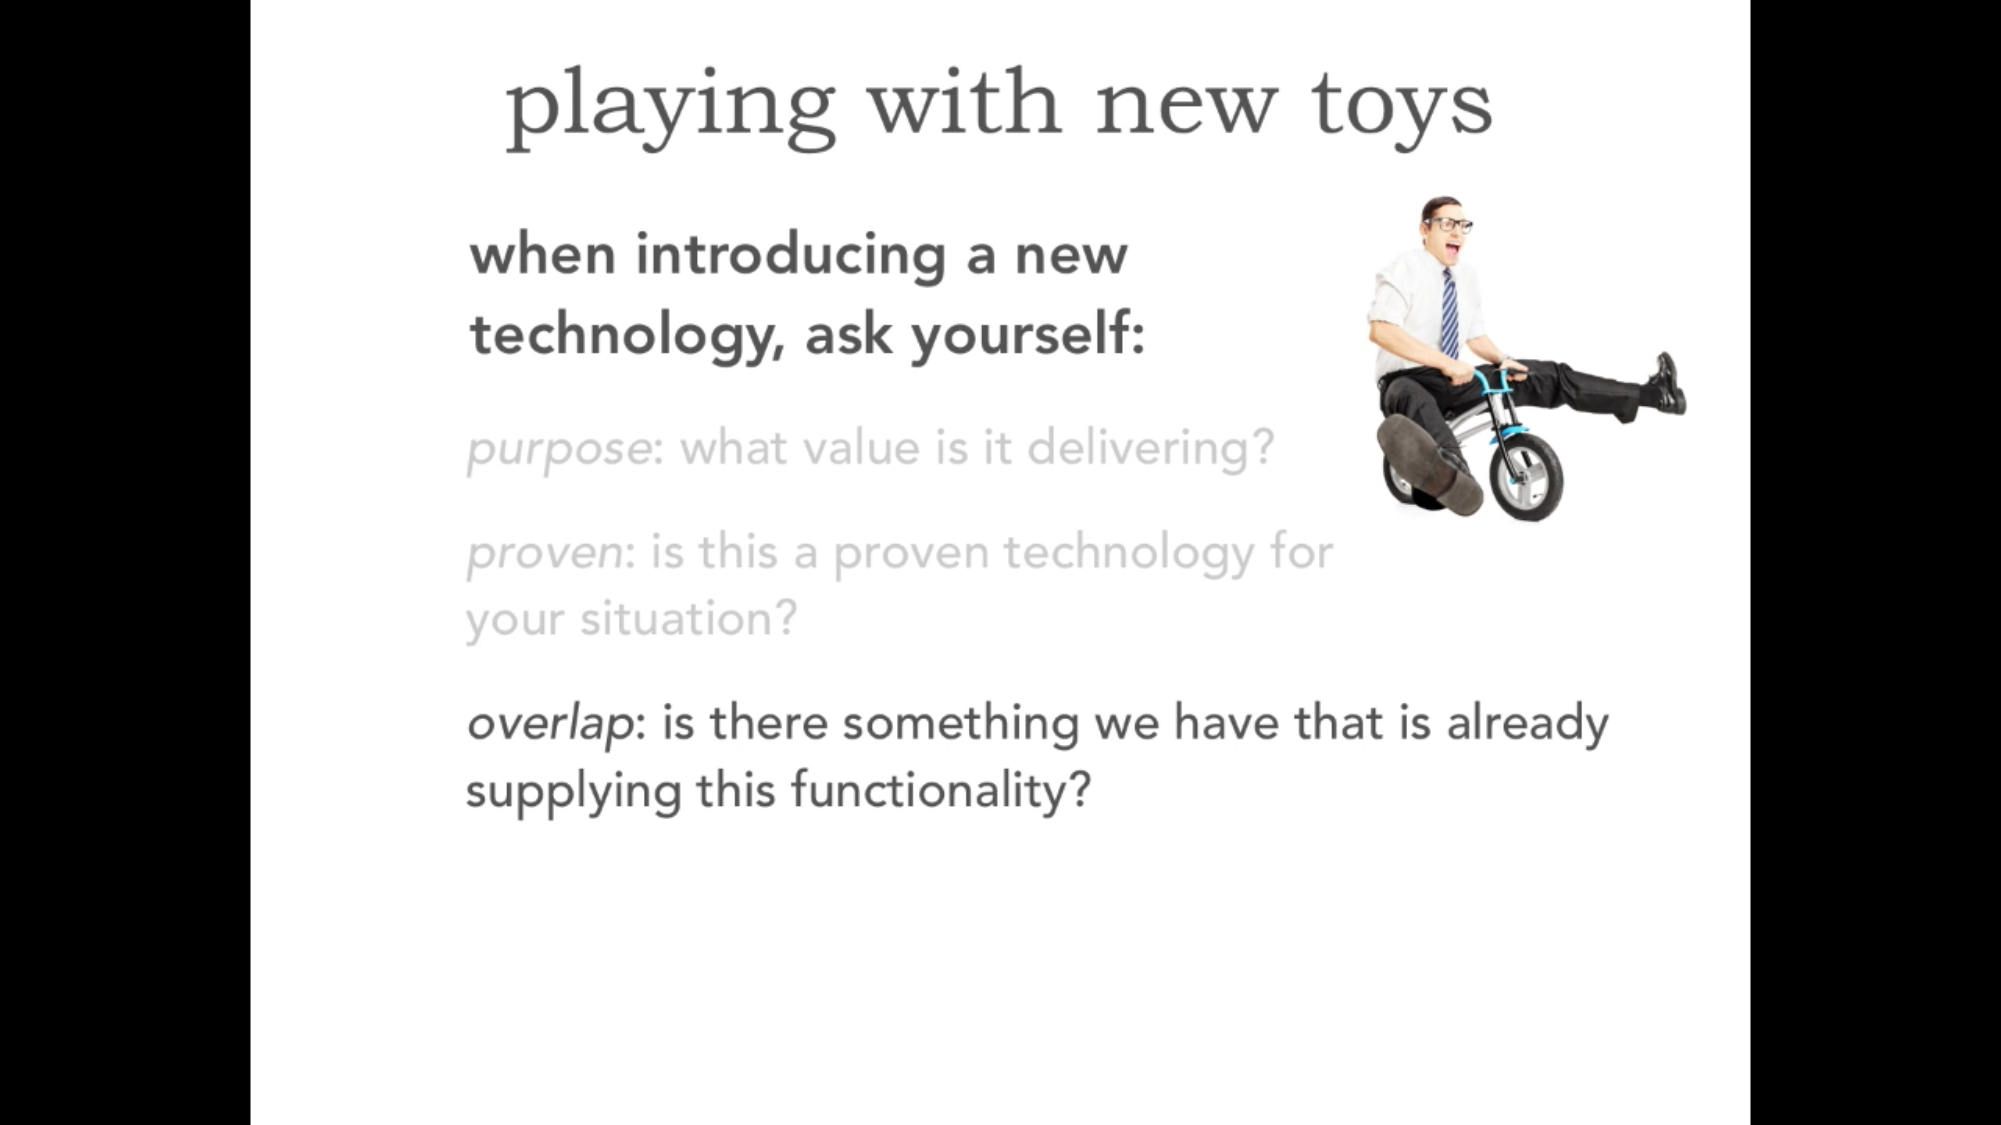 playing with new toys
when introducing a new
technology, ask yourself:
purpose: what value is it delivering?
proven: is this a proven technology for
your situation?
overlap: is there something we have that is already
supplying this functionality?